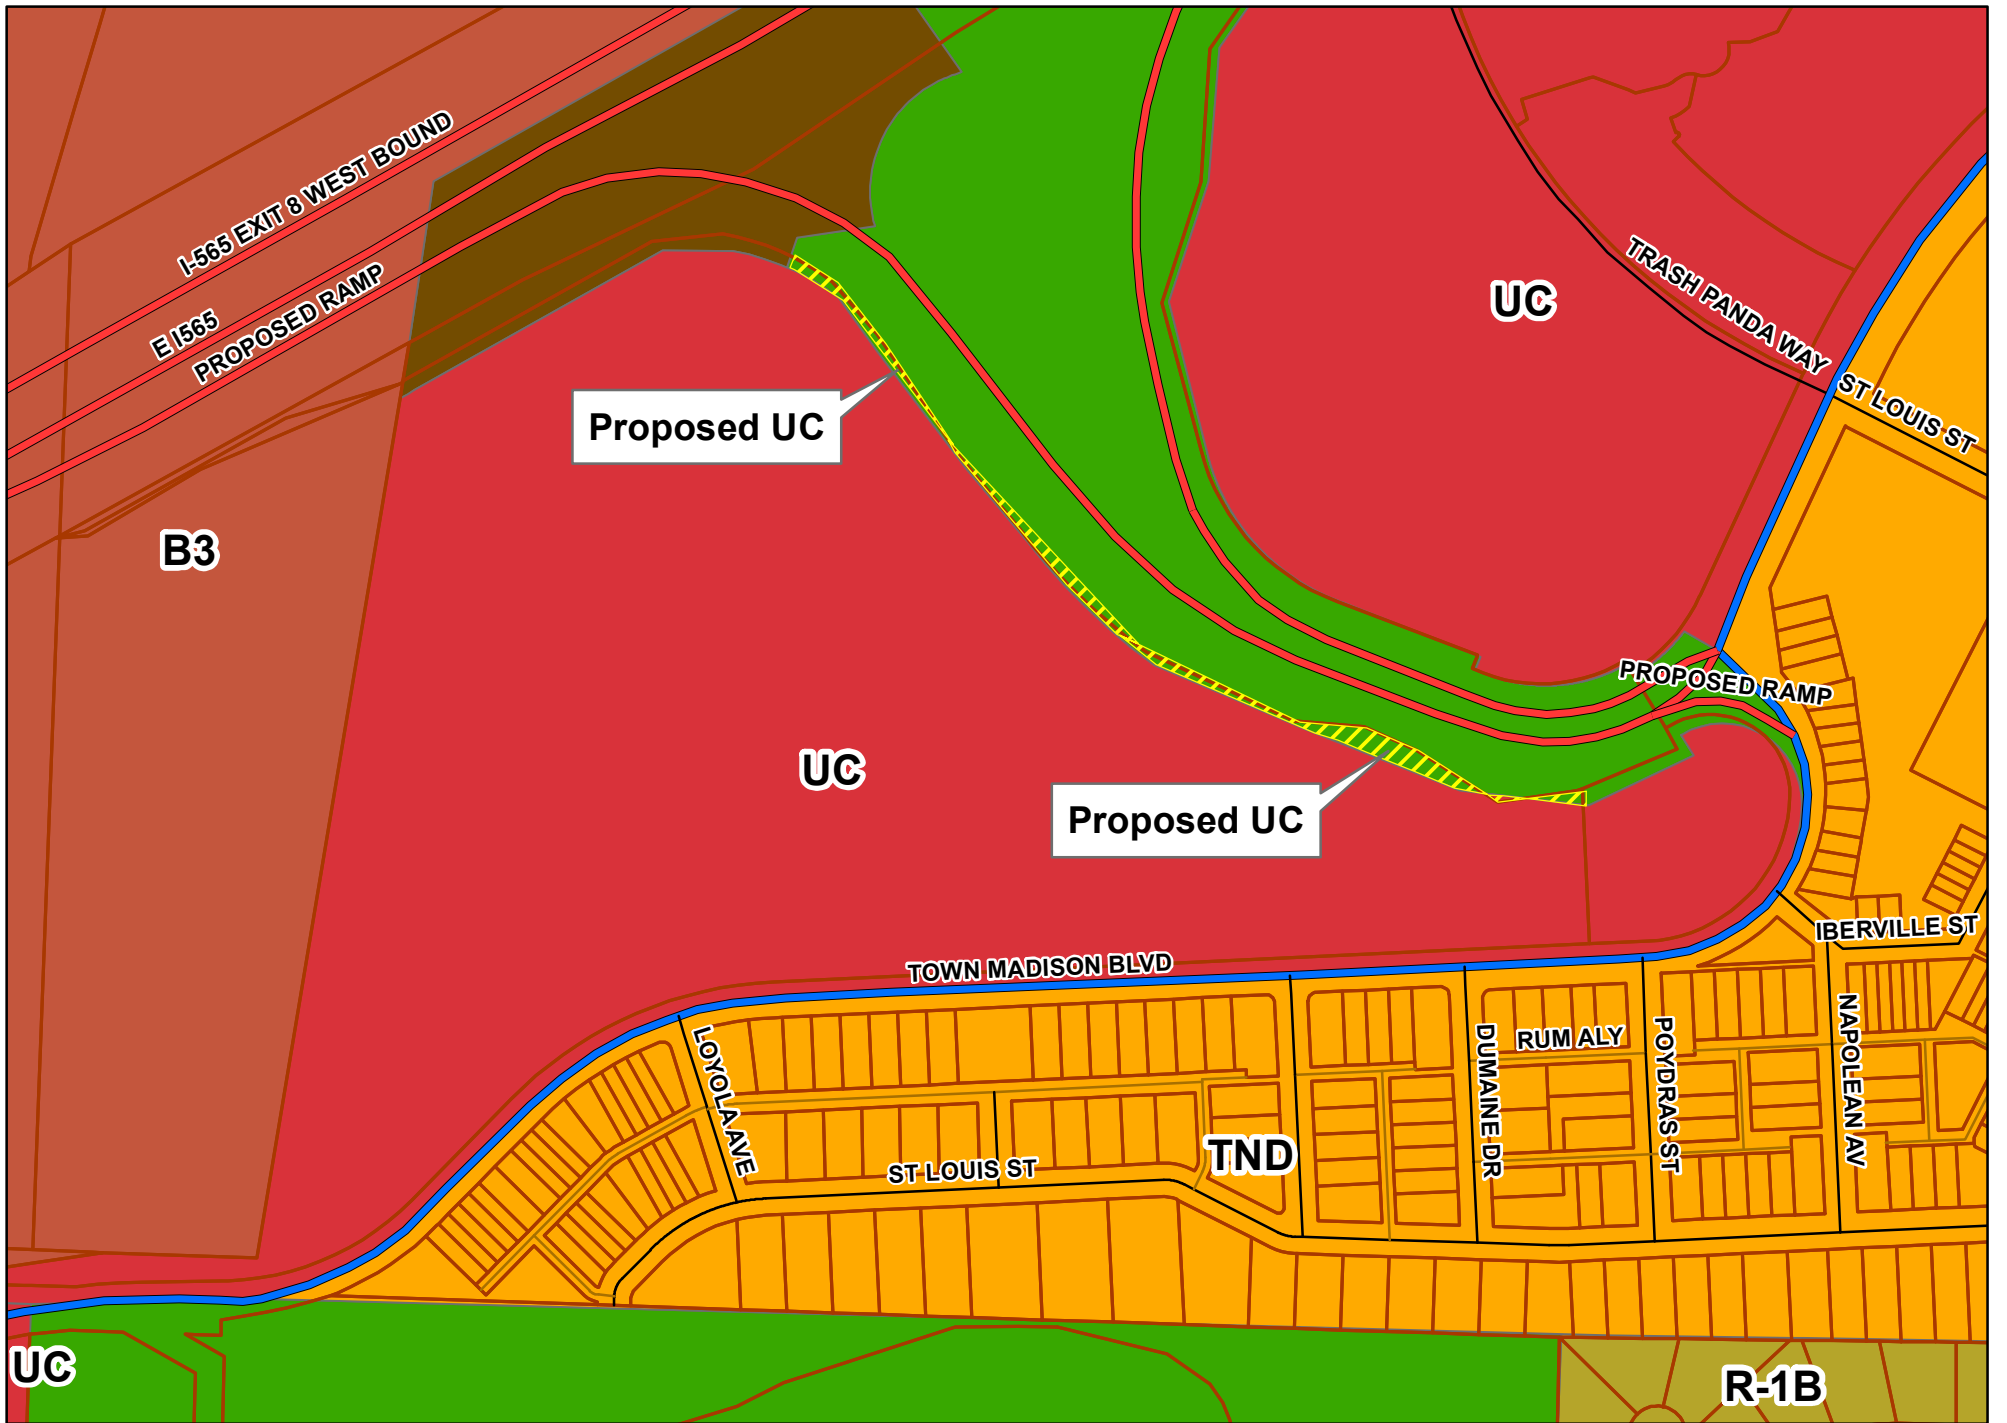 I-565 EXIT 8 WEST BOUND
E I565
PROPOSED RAMP
UC
TRASH PANDA WAY
ST LOUIS ST
Proposed UC
B3
PROPOSED RAMP
UC
Proposed UC
IBERVILLE ST
TOWN MADISON BLVD
LOYOLA AVE
DUMAINE DR
RUM ALY
POYDRAS ST
NAPOLEAN AV
TND
ST LOUIS ST
UC
R-1B